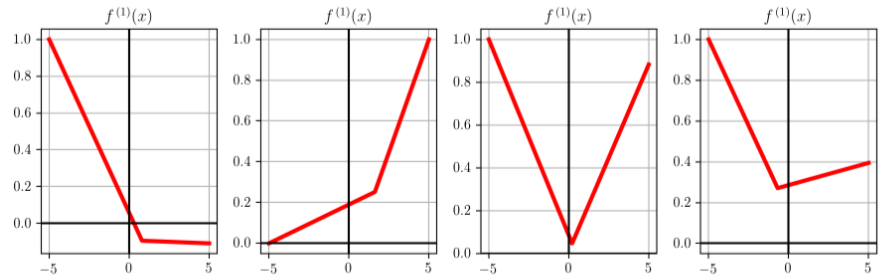 f⁽¹⁾(x) f⁽¹⁾(x) f⁽¹⁾(x) f⁽¹⁾(x)
1.0 1.0 1.0 1.0
0.8 0.8 0.8 0.8
0.6 0.6 0.6 0.6
0.4 0.4 0.4 0.4
0.2 0.2 0.2 0.2
0.0 0.0 0.0 0.0
−5 0 5 −5 0 5 −5 0 5 −5 0 5